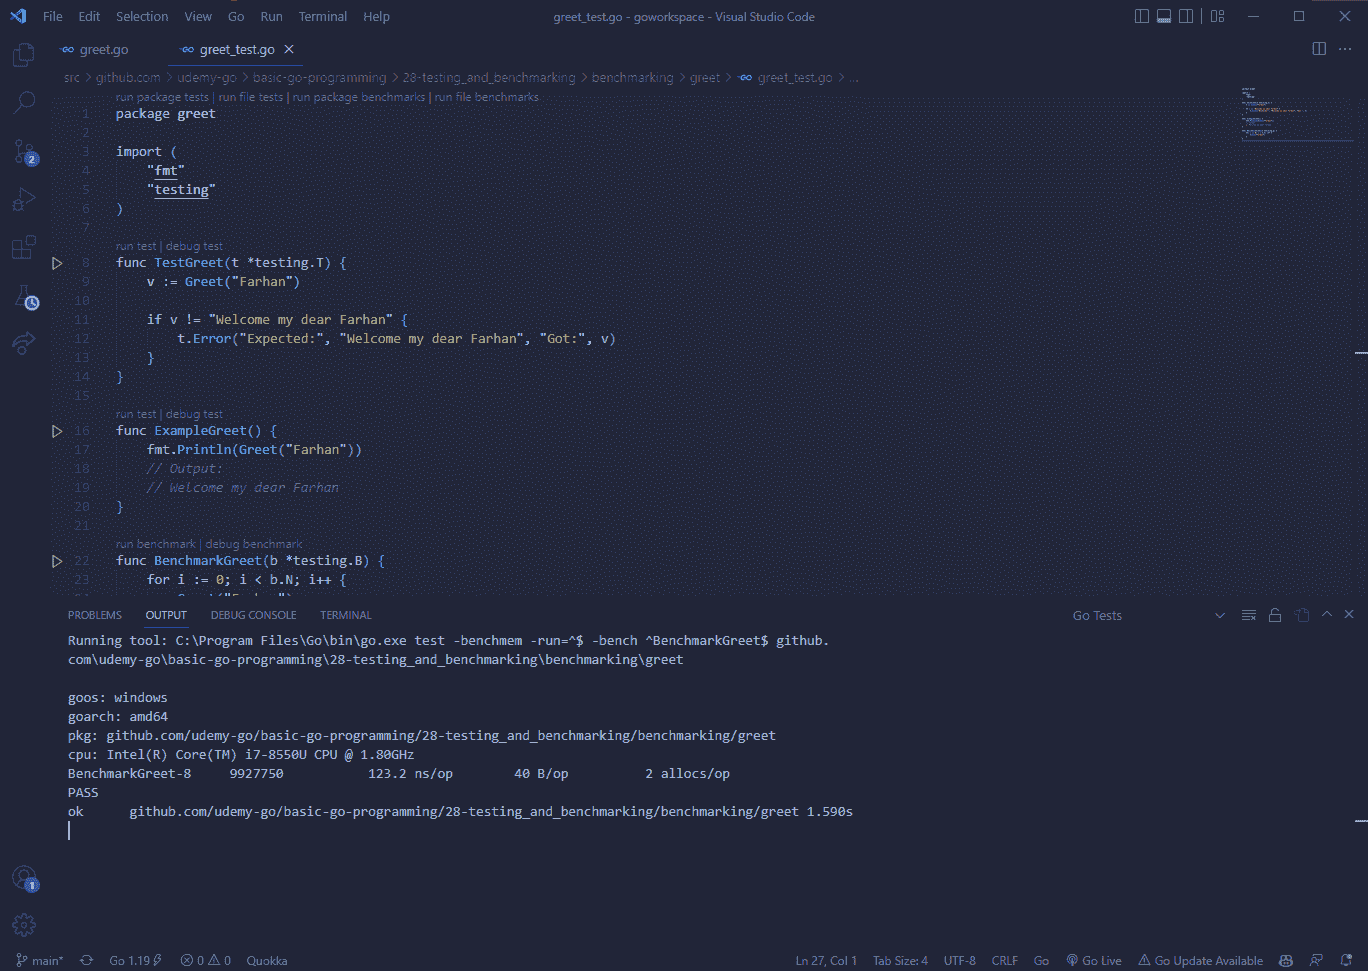 File Edit Selection View Go Run Terminal Help greet_test.go - goworkspace - Visual Studio Code
greet.go greet_test.go
src > github.com > udemy-go > basic-go-programming > 28-testing_and_benchmarking > benchmarking > greet > greet_test.go > ...
run package tests | run file tests | run package benchmarks | run file benchmarks
1 package greet
2
3 import (
4 "fmt"
5 "testing"
6 )
7
run test | debug test
8 func TestGreet(t *testing.T) {
9 v := Greet("Farhan")
10
11 if v != "Welcome my dear Farhan" {
12 t.Error("Expected:", "Welcome my dear Farhan", "Got:", v)
13 }
14 }
15
run test | debug test
16 func ExampleGreet() {
17 fmt.Println(Greet("Farhan"))
18 // Output:
19 // Welcome my dear Farhan
20 }
21
run benchmark | debug benchmark
22 func BenchmarkGreet(b *testing.B) {
23 for i := 0; i < b.N; i++ {
PROBLEMS OUTPUT DEBUG CONSOLE TERMINAL Go Tests
Running tool: C:\Program Files\Go\bin\go.exe test -benchmem -run=^$ -bench ^BenchmarkGreet$ github.
com\udemy-go\basic-go-programming\28-testing_and_benchmarking\benchmarking\greet
goos: windows
goarch: amd64
pkg: github.com/udemy-go/basic-go-programming/28-testing_and_benchmarking/benchmarking/greet
cpu: Intel(R) Core(TM) i7-8550U CPU @ 1.80GHz
BenchmarkGreet-8 9927750 123.2 ns/op 40 B/op 2 allocs/op
PASS
ok github.com/udemy-go/basic-go-programming/28-testing_and_benchmarking/benchmarking/greet 1.590s
2
1
main* Go 1.19 0 0 Quokka Ln 27, Col 1 Tab Size: 4 UTF-8 CRLF Go Go Live Go Update Available